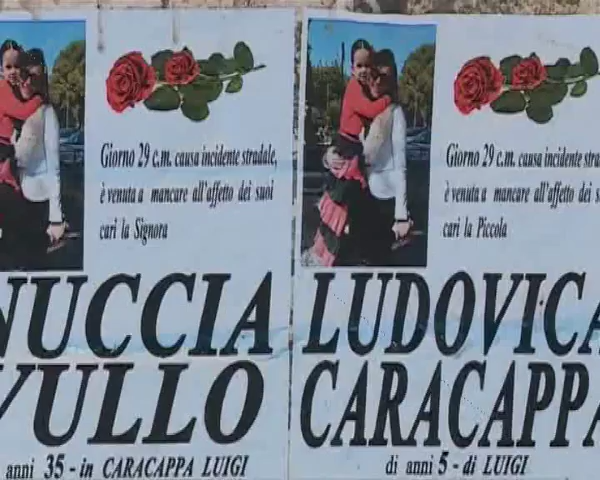 Giorno 29 c.m. causa incidente stradale,
è venuta a mancare all'affetto dei suoi
cari la Signora
NUCCIA
VULLO
anni 35 - in CARACAPPA LUIGI
Giorno 29 c.m. causa incidente
è venuta a mancare all'affetto dei
cari la Piccola
LUDOVICA
CARACAPPA
di anni 5 - di LUIGI